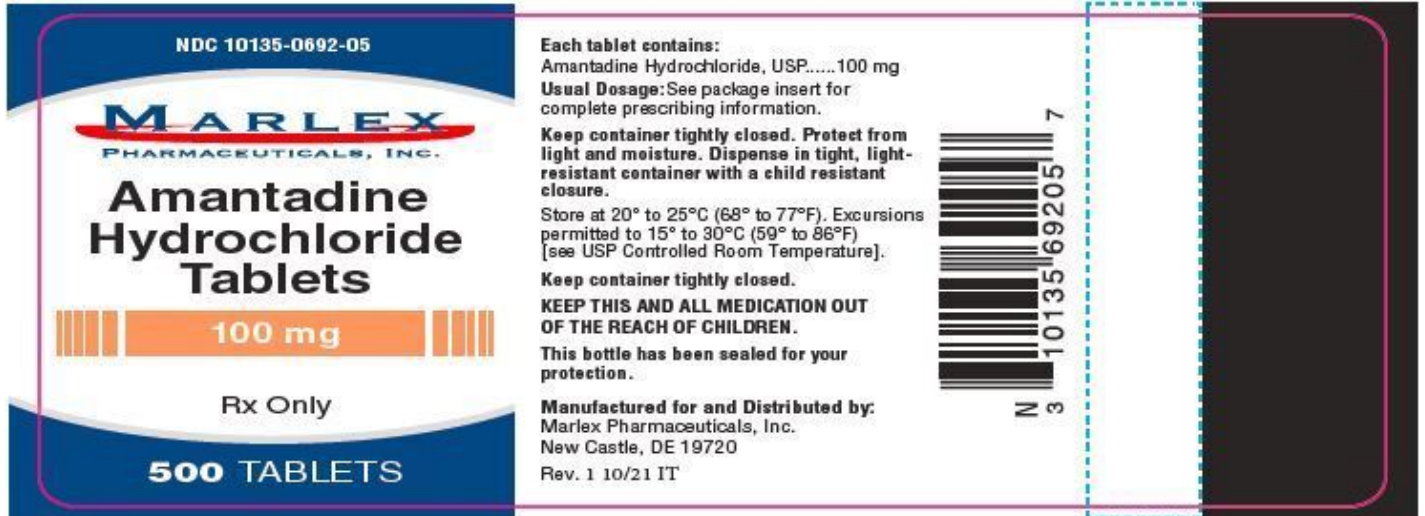 NDC 10135-0692-05
MARLEX
PHARMACEUTICALS, INC.
Amantadine
Hydrochloride
Tablets
100 mg
Rx Only
500 TABLETS
Each tablet contains:
Amantadine Hydrochloride, USP......100 mg
Usual Dosage:See package insert for
complete prescribing information.
Keep container tightly closed. Protect from
light and moisture. Dispense in tight, light-
resistant container with a child resistant
closure.
Store at 20° to 25°C (68° to 77°F). Excursions
permitted to 15° to 30°C (59° to 86°F)
[see USP Controlled Room Temperature].
Keep container tightly closed.
KEEP THIS AND ALL MEDICATION OUT
OF THE REACH OF CHILDREN.
This bottle has been sealed for your
protection.
Manufactured for and Distributed by:
Marlex Pharmaceuticals, Inc.
New Castle, DE 19720
Rev. 1 10/21 IT
N
3 10135 69205 7